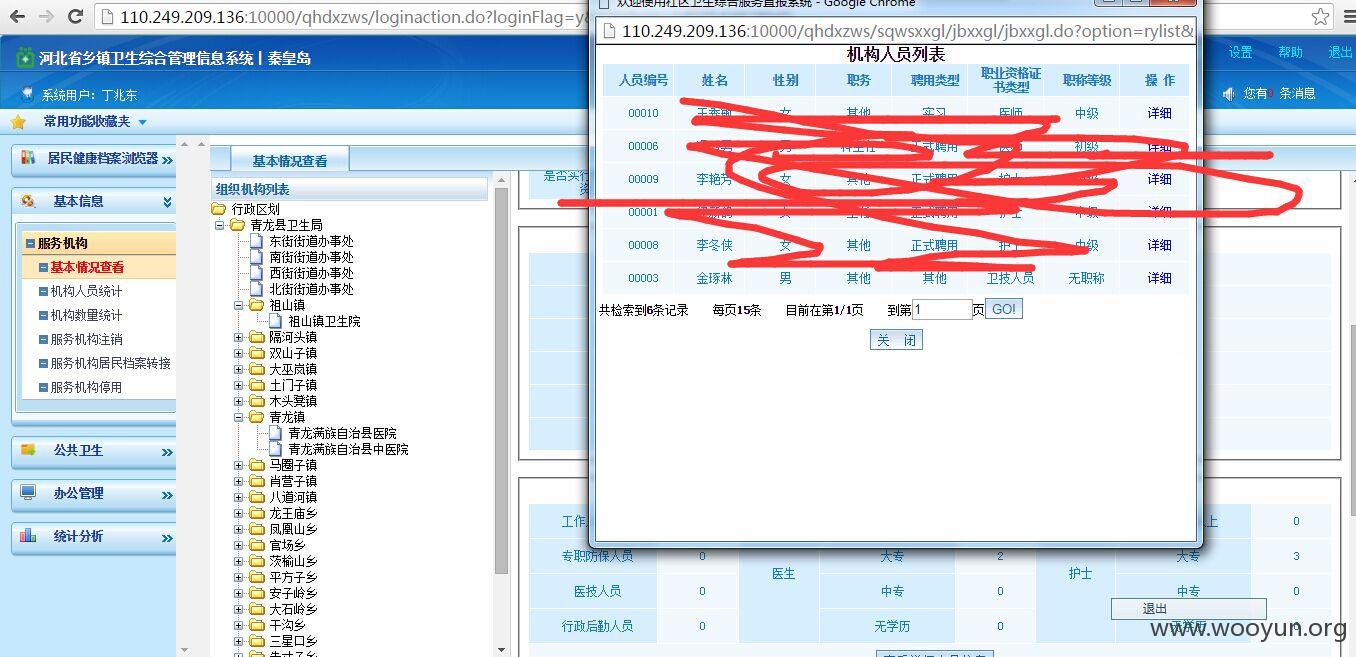 110.249.209.136:10000/qhdxzws/loginaction.do?loginFlag=y&
欢迎使用社区卫生综合服务直报系统 - Google Chrome
110.249.209.136:10000/qhdxzws/sqwsxxgl/jbxxgl/jbxxgl.do?option=rylist&
河北省乡镇卫生综合管理信息系统 | 秦皇岛
设置 帮助 退出
系统用户：丁兆东
您有0 条消息
常用功能收藏夹
居民健康档案浏览器
基本信息
服务机构
基本情况查看
机构人员统计
机构数量统计
服务机构注销
服务机构居民档案转接
服务机构停用
公共卫生
办公管理
统计分析
基本情况查看
组织机构列表
行政区划
青龙县卫生局
东街街道办事处
南街街道办事处
西街街道办事处
北街街道办事处
祖山镇
祖山镇卫生院
隔河头镇
双山子镇
大巫岚镇
土门子镇
木头凳镇
青龙镇
青龙满族自治县医院
青龙满族自治县中医院
马圈子镇
肖营子镇
八道河镇
龙王庙乡
凤凰山乡
官场乡
茨榆山乡
平方子乡
安子岭乡
大石岭乡
干沟乡
三星口乡
是否实行
机构人员列表
人员编号 姓名 性别 职务 聘用类型 职业资格证书类型 职称等级 操 作
00010 女 其他 实习 医师 中级 详细
00006 正式聘用 初级 详细
00009 李艳芳 女 其他 正式聘用 护士 详细
00001 女 正式聘用 护士 中级 详细
00008 李冬侠 女 其他 正式聘用 护士 中级 详细
00003 金琢林 男 其他 其他 卫技人员 无职称 详细
共检索到6条记录 每页15条 目前在第1/1页 到第1页 GO!
关 闭
工作 上 0
专职防保人员 0 医生 大专 2 护士 大专 3
医技人员 0 中专 0 中专 0
行政后勤人员 0 无学历 0 无学历 0
退出
www.wooyun.org